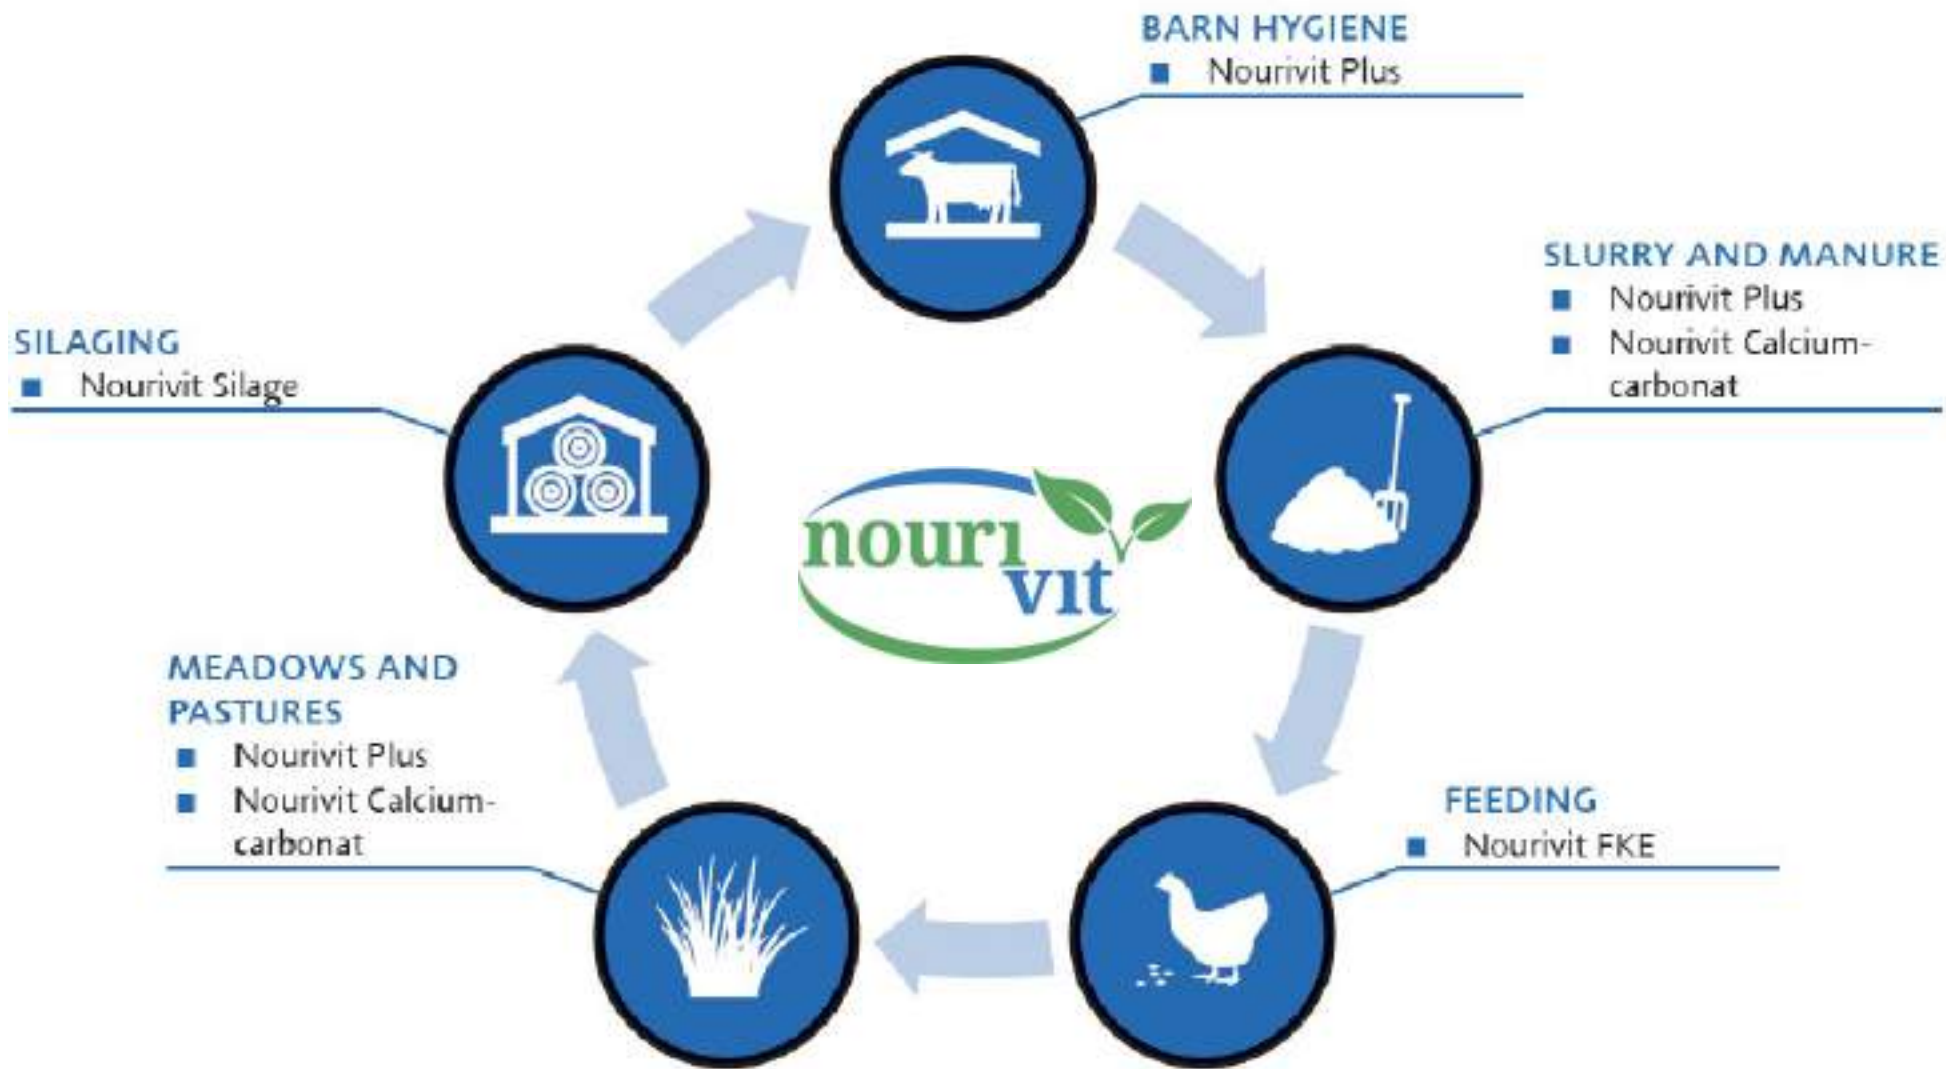 BARN HYGIENE
Nourivit Plus
SLURRY AND MANURE
Nourivit Plus
Nourivit Calcium-
carbonat
FEEDING
Nourivit FKE
MEADOWS AND
PASTURES
Nourivit Plus
Nourivit Calcium-
carbonat
SILAGING
Nourivit Silage
nouri
vit